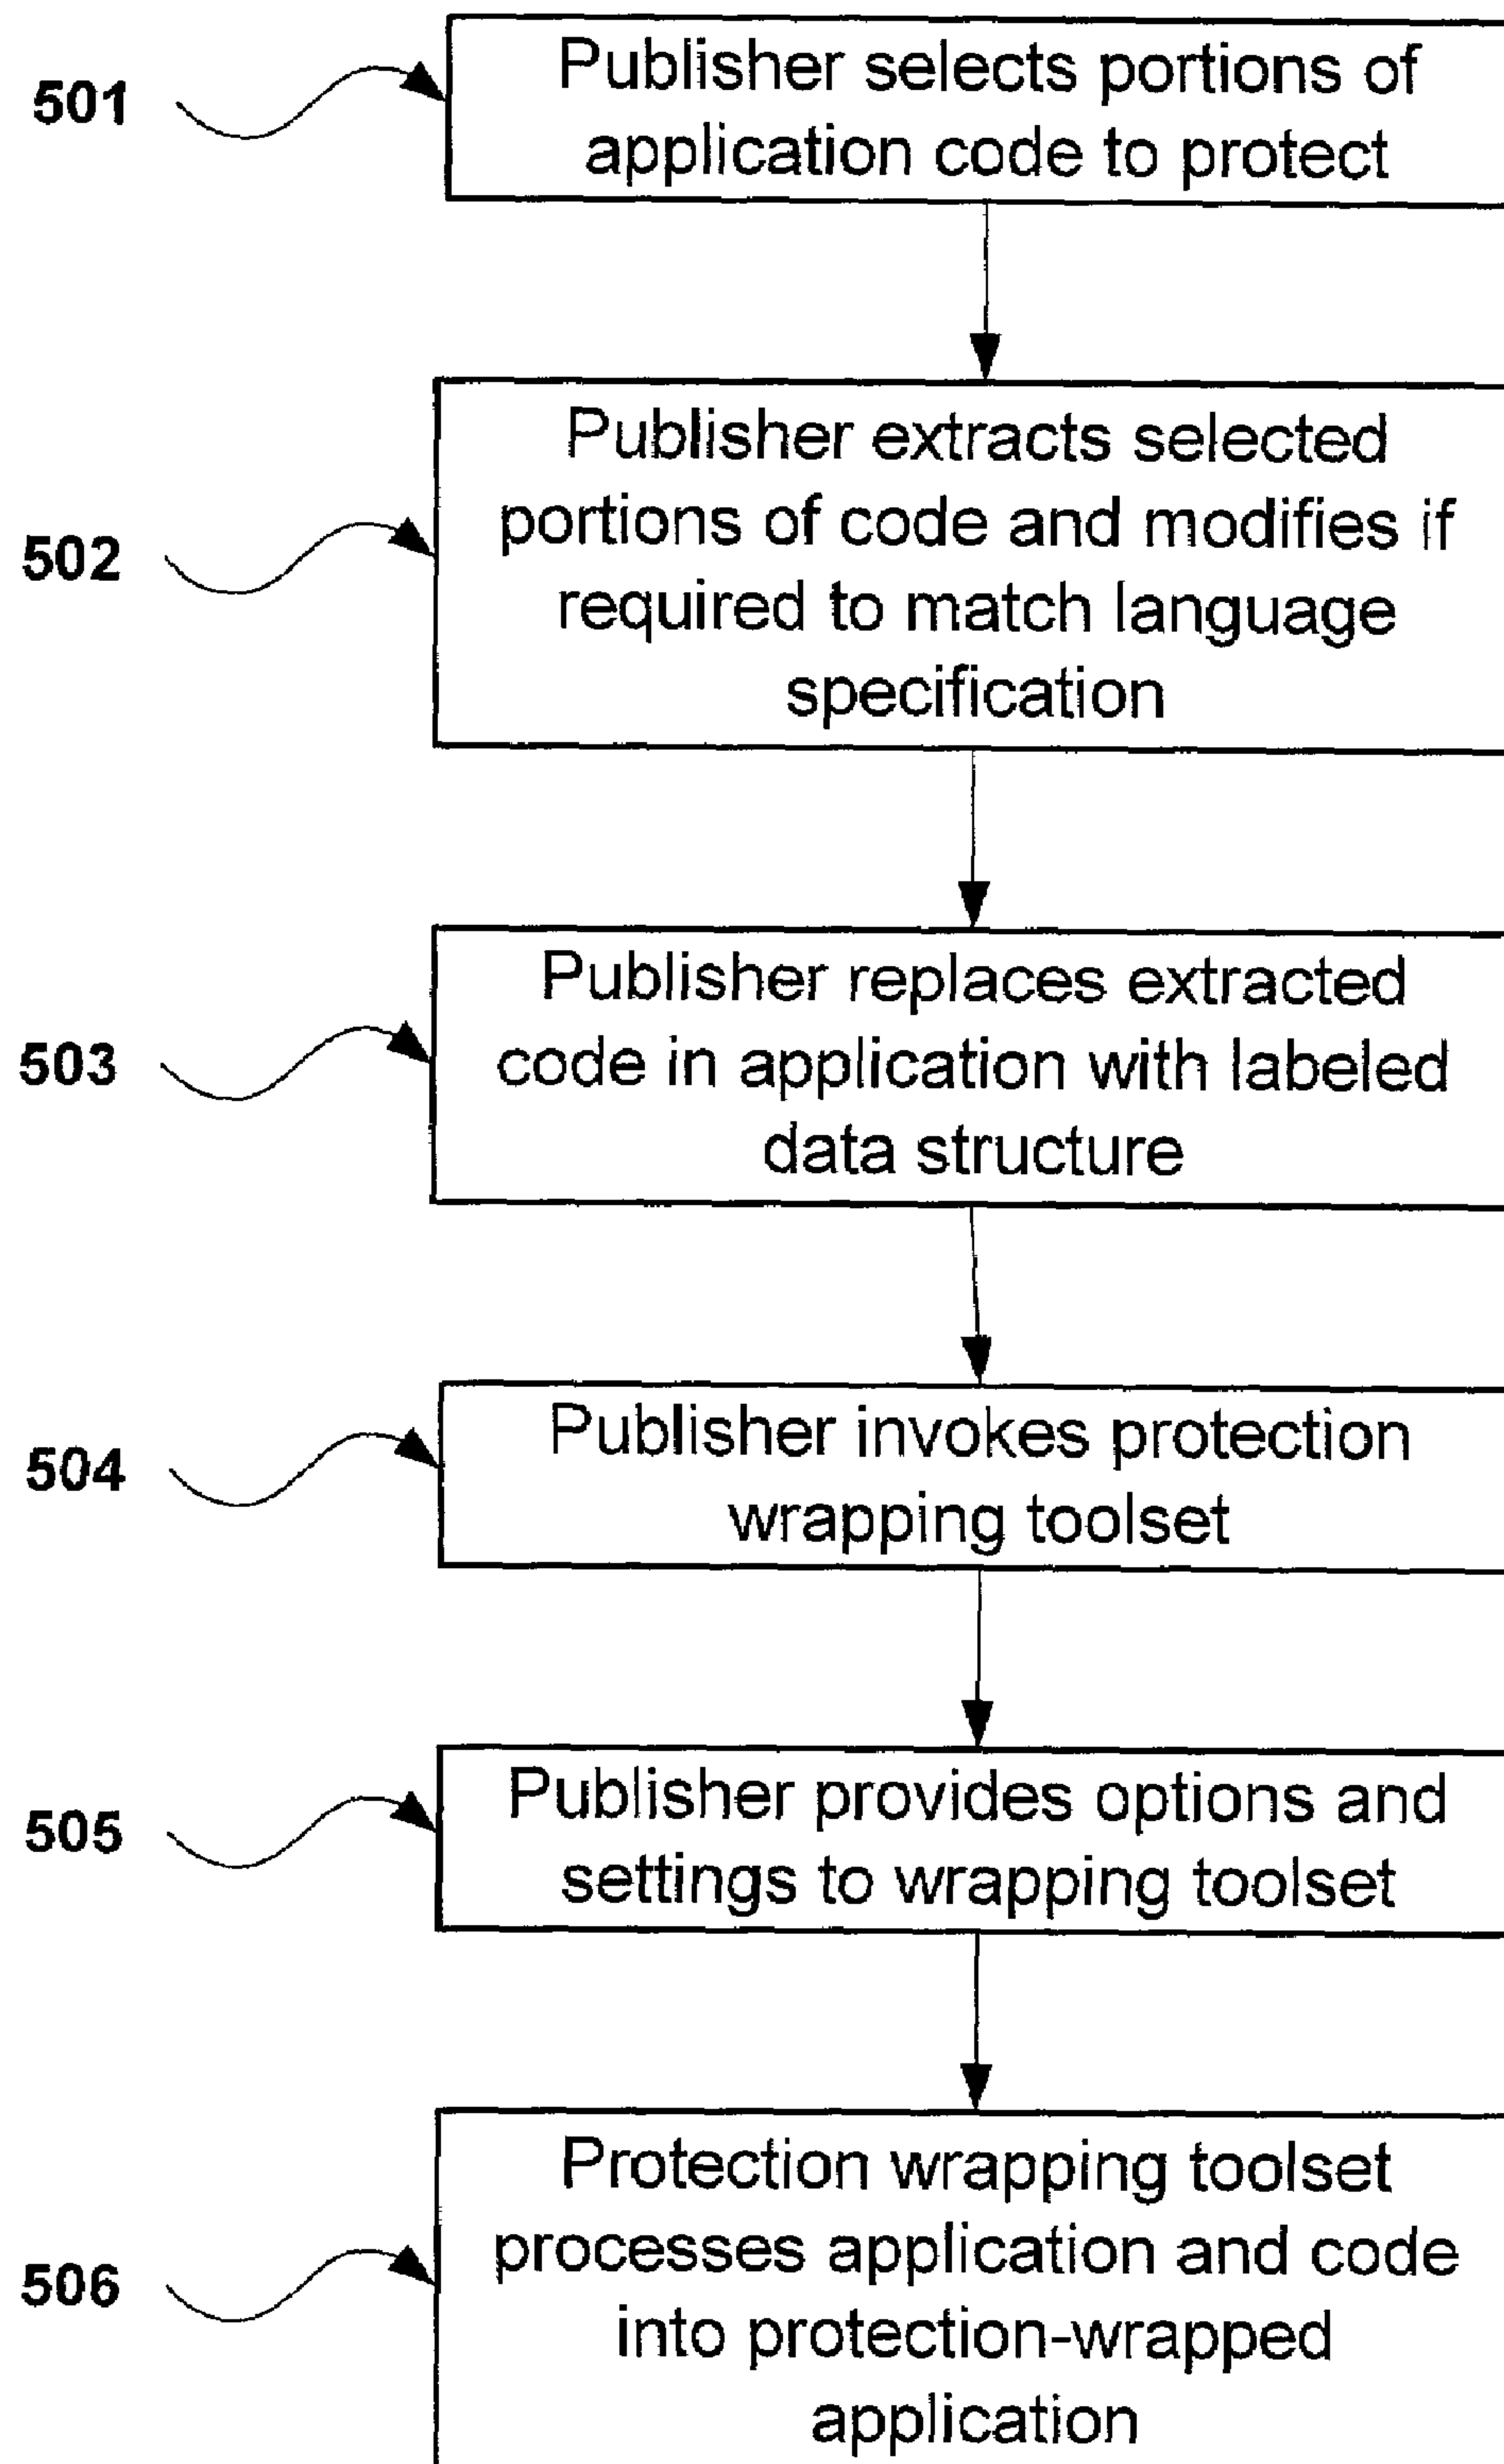 501
Publisher selects portions of
application code to protect
502
Publisher extracts selected
portions of code and modifies if
required to match language
specification
503
Publisher replaces extracted
code in application with labeled
data structure
504
Publisher invokes protection
wrapping toolset
505
Publisher provides options and
settings to wrapping toolset
506
Protection wrapping toolset
processes application and code
into protection-wrapped
application